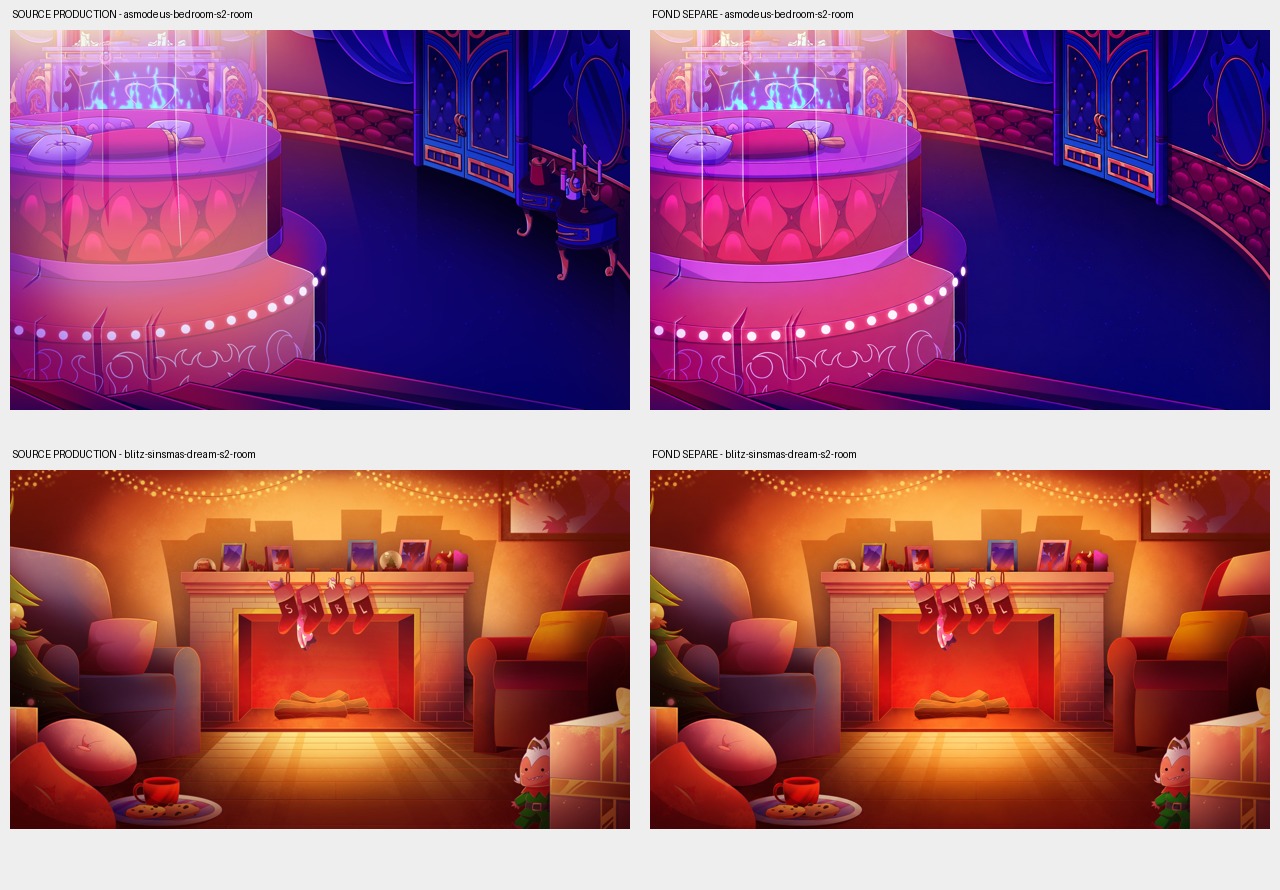 SOURCE PRODUCTION - asmodeus-bedroom-s2-room
FOND SEPARE - asmodeus-bedroom-s2-room
SOURCE PRODUCTION - blitz-sinsmas-dream-s2-room
FOND SEPARE - blitz-sinsmas-dream-s2-room
S V B L
S V B L